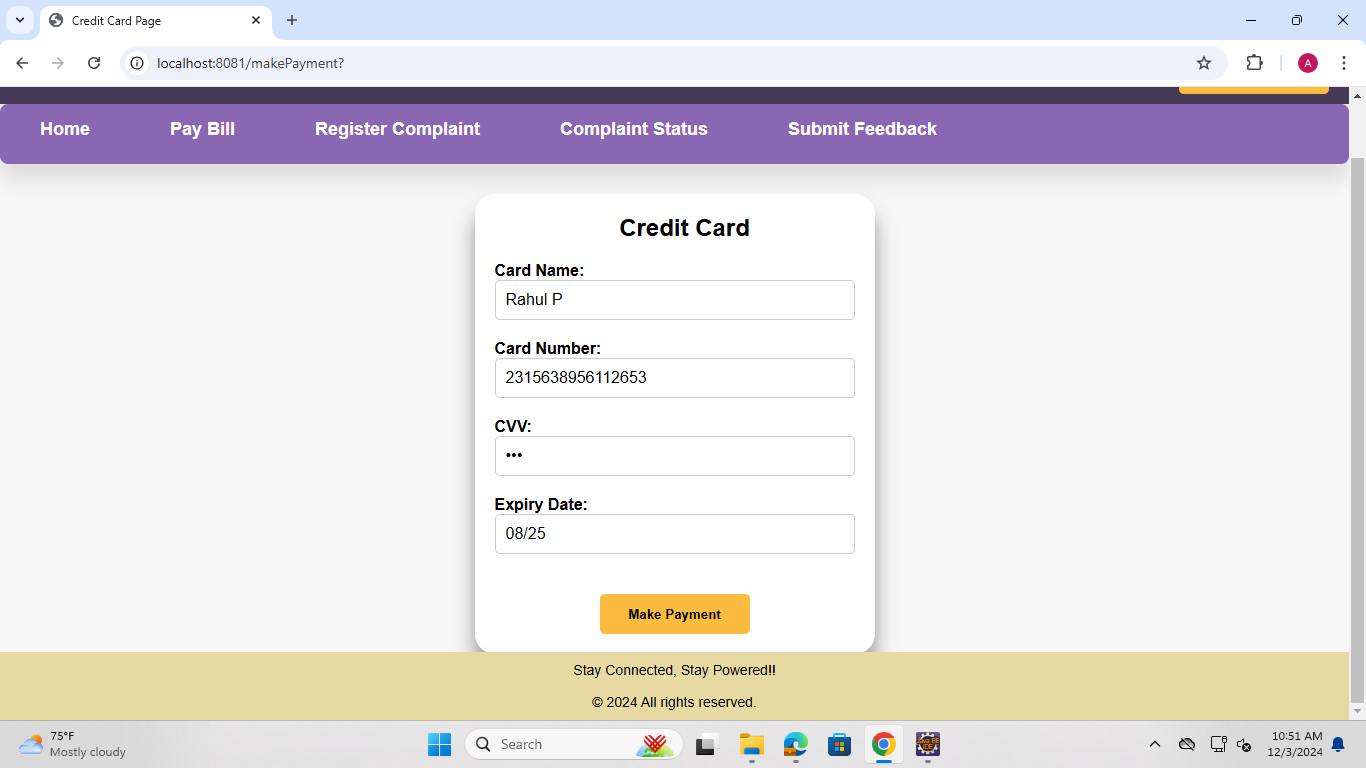 Credit Card Page
localhost:8081/makePayment?
A
Home Pay Bill Register Complaint Complaint Status Submit Feedback
Credit Card
Card Name:
Rahul P
Card Number:
2315638956112653
CVV:
•••
Expiry Date:
08/25
Make Payment
Stay Connected, Stay Powered!!
© 2024 All rights reserved.
75°F
Mostly cloudy
Search
10:51 AM
12/3/2024